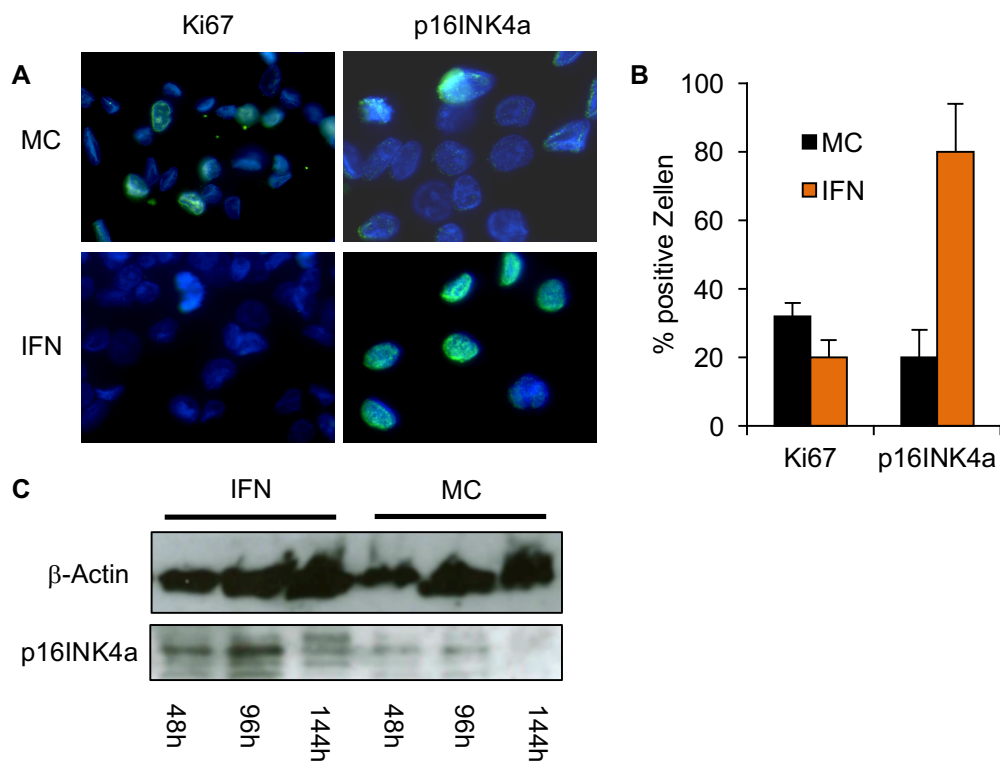 Ki67
p16INK4a
A
MC
IFN
B
100
80
60
40
20
0
% positive Zellen
MC
IFN
Ki67
p16INK4a
C
IFN
MC
β-Actin
p16INK4a
48h
96h
144h
48h
96h
144h